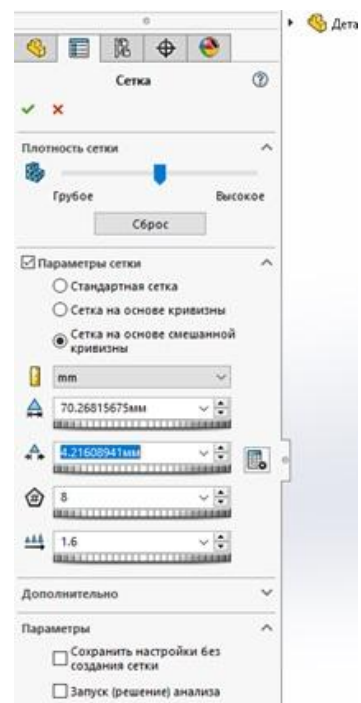 Дета
Сетка
Плотность сетки
Грубое Высокое
Сброс
Параметры сетки
Стандартная сетка
Сетка на основе кривизны
Сетка на основе смешанной
кривизны
mm
70.26815675мм
4.21608941мм
8
1.6
Дополнительно
Параметры
Сохранить настройки без
создания сетки
Запуск (решение) анализа